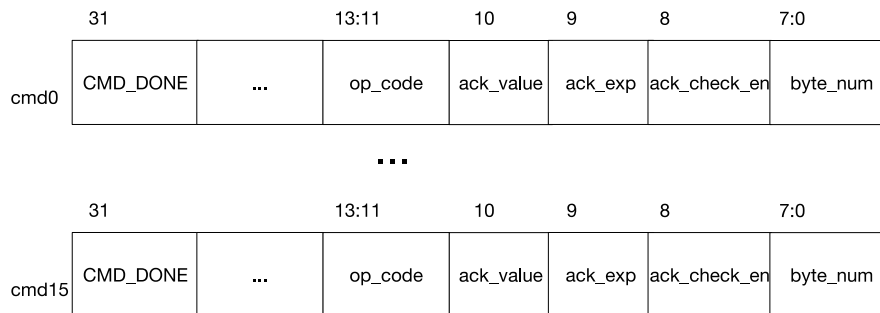 31 13:11 10 9 8 7:0
cmd0 CMD_DONE ... op_code ack_value ack_exp ack_check_en byte_num
...
31 13:11 10 9 8 7:0
cmd15 CMD_DONE ... op_code ack_value ack_exp ack_check_en byte_num